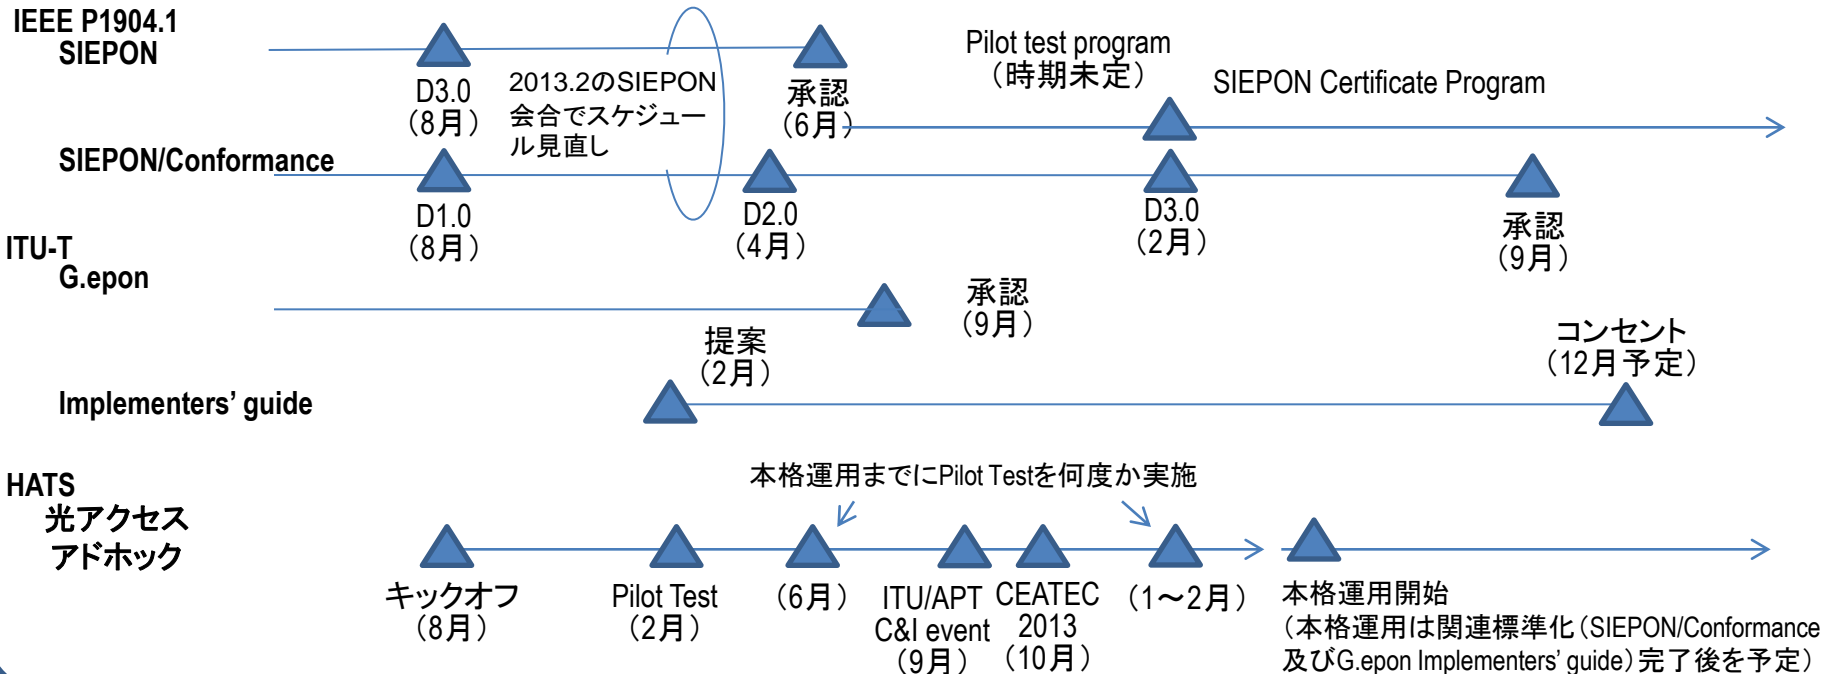 IEEE P1904.1
SIEPON
D3.0
（8月）
2013.2のSIEPON
会合でスケジュー
ル見直し
承認
（6月）
Pilot test program
（時期未定）
SIEPON Certificate Program
SIEPON/Conformance
D1.0
（8月）
D2.0
（4月）
D3.0
（2月）
承認
（9月）
ITU-T
G.epon
承認
（9月）
提案
（2月）
コンセント
（12月予定）
Implementers’ guide
HATS
光アクセス
アドホック
本格運用までにPilot Testを何度か実施
キックオフ
（8月）
Pilot Test
（2月）
（6月）
ITU/APT
C&I event
（9月）
CEATEC
2013
（10月）
（1～2月）
本格運用開始
（本格運用は関連標準化（SIEPON/Conformance
及びG.epon Implementers’ guide）完了後を予定）